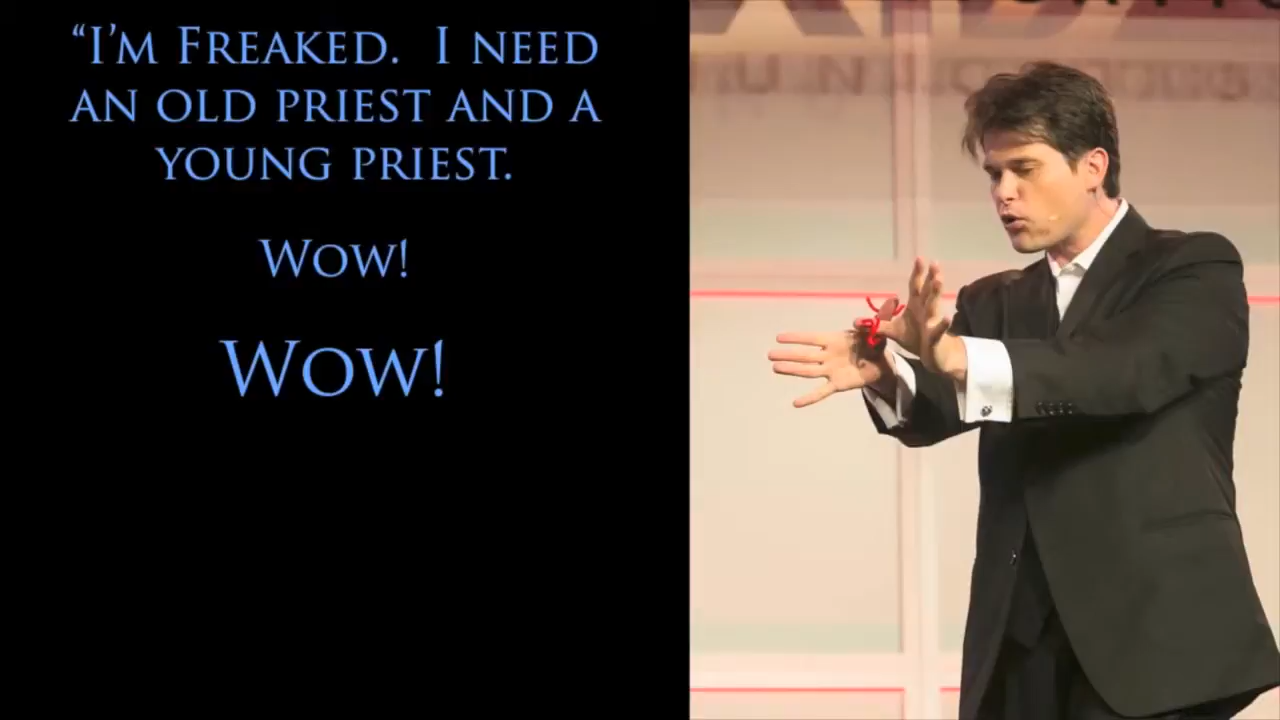 “I’m Freaked.  I need
an old priest and a
young priest.
Wow!
Wow!